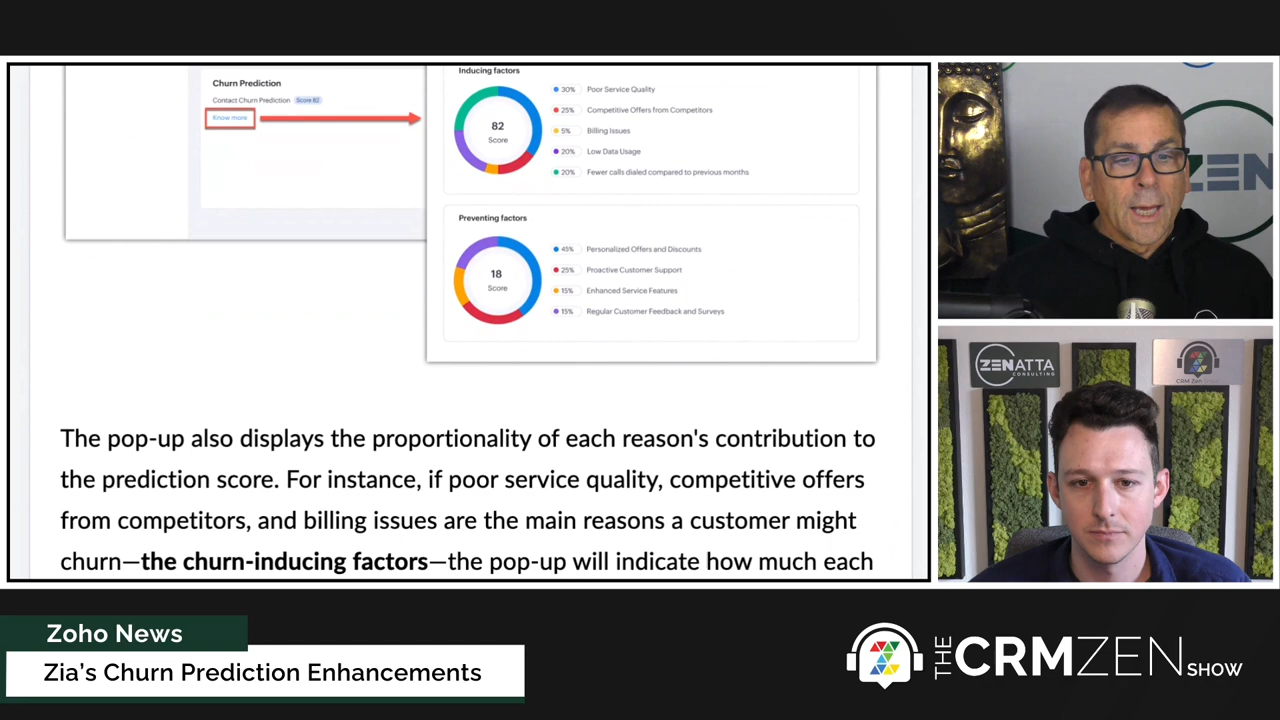 Churn Prediction
Contact Churn Prediction Score 82
Know more
Inducing factors
82
Score
30% Poor Service Quality
25% Competitive Offers from Competitors
5% Billing Issues
20% Low Data Usage
20% Fewer calls dialed compared to previous months
Preventing factors
18
Score
45% Personalized Offers and Discounts
25% Proactive Customer Support
15% Enhanced Service Features
15% Regular Customer Feedback and Surveys
The pop-up also displays the proportionality of each reason's contribution to
the prediction score. For instance, if poor service quality, competitive offers
from competitors, and billing issues are the main reasons a customer might
churn—the churn-inducing factors—the pop-up will indicate how much each
ZEN
ZENATTA
CONSULTING
CRM Zen Show
Zoho News
Zia's Churn Prediction Enhancements
THE CRMZEN SHOW